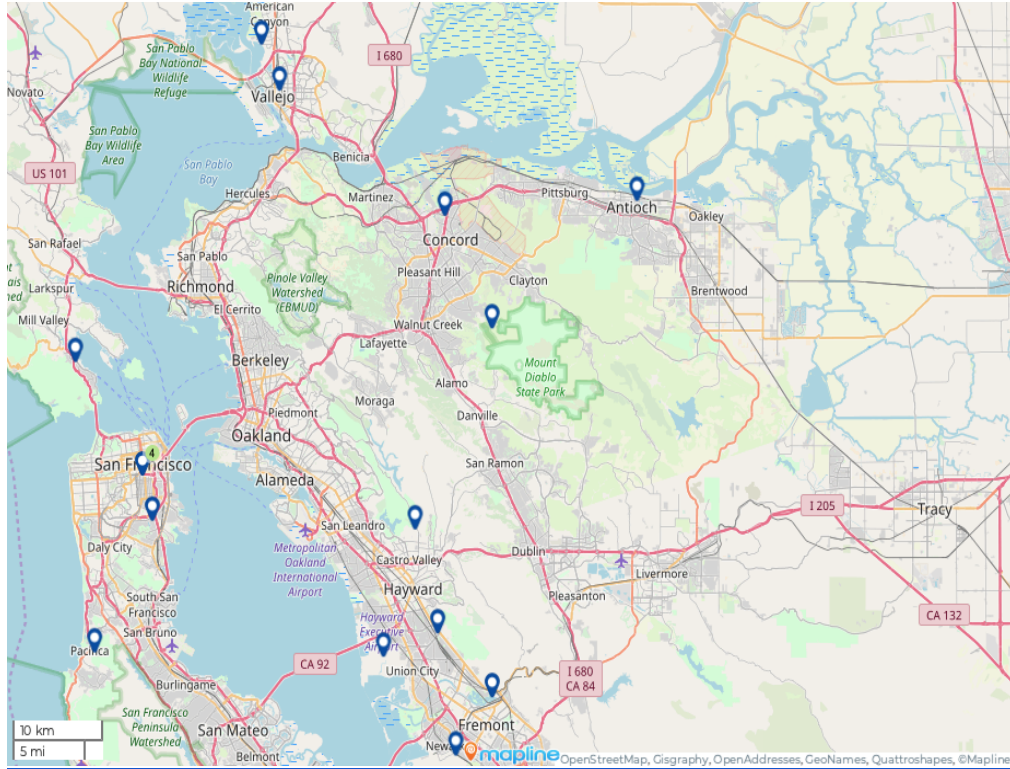 American
Canyon
I 680
San Pablo
Bay National
Wildlife
Refuge
Novato
Vallejo
San Pablo
Bay Wildlife
Area
US 101
San Pablo
Bay
Benicia
Hercules
Martinez
Pittsburg
Antioch
Oakley
San Rafael
Concord
San Pablo
Pleasant Hill
Clayton
Larkspur
Richmond
Pinole Valley
Watershed
(EBMUD)
Brentwood
El Cerrito
Mill Valley
Walnut Creek
Lafayette
Berkeley
Mount
Diablo
State Park
Alamo
Moraga
Piedmont
Danville
Oakland
4
San Francisco
San Ramon
Alameda
I 205
Tracy
San Leandro
Daly City
Metropolitan
Oakland
International
Airport
Castro Valley
Dublin
Livermore
Hayward
Pleasanton
South San
Francisco
Hayward
Executive
Airport
CA 132
San Bruno
Pacifica
CA 92
Union City
I 680
CA 84
Burlingame
San Francisco
Peninsula
Watershed
Fremont
10 km
San Mateo
5 mi
Newa
Belmont
mapline
OpenStreetMap, Gisgraphy, OpenAddresses, GeoNames, Quattroshapes, ©Mapline